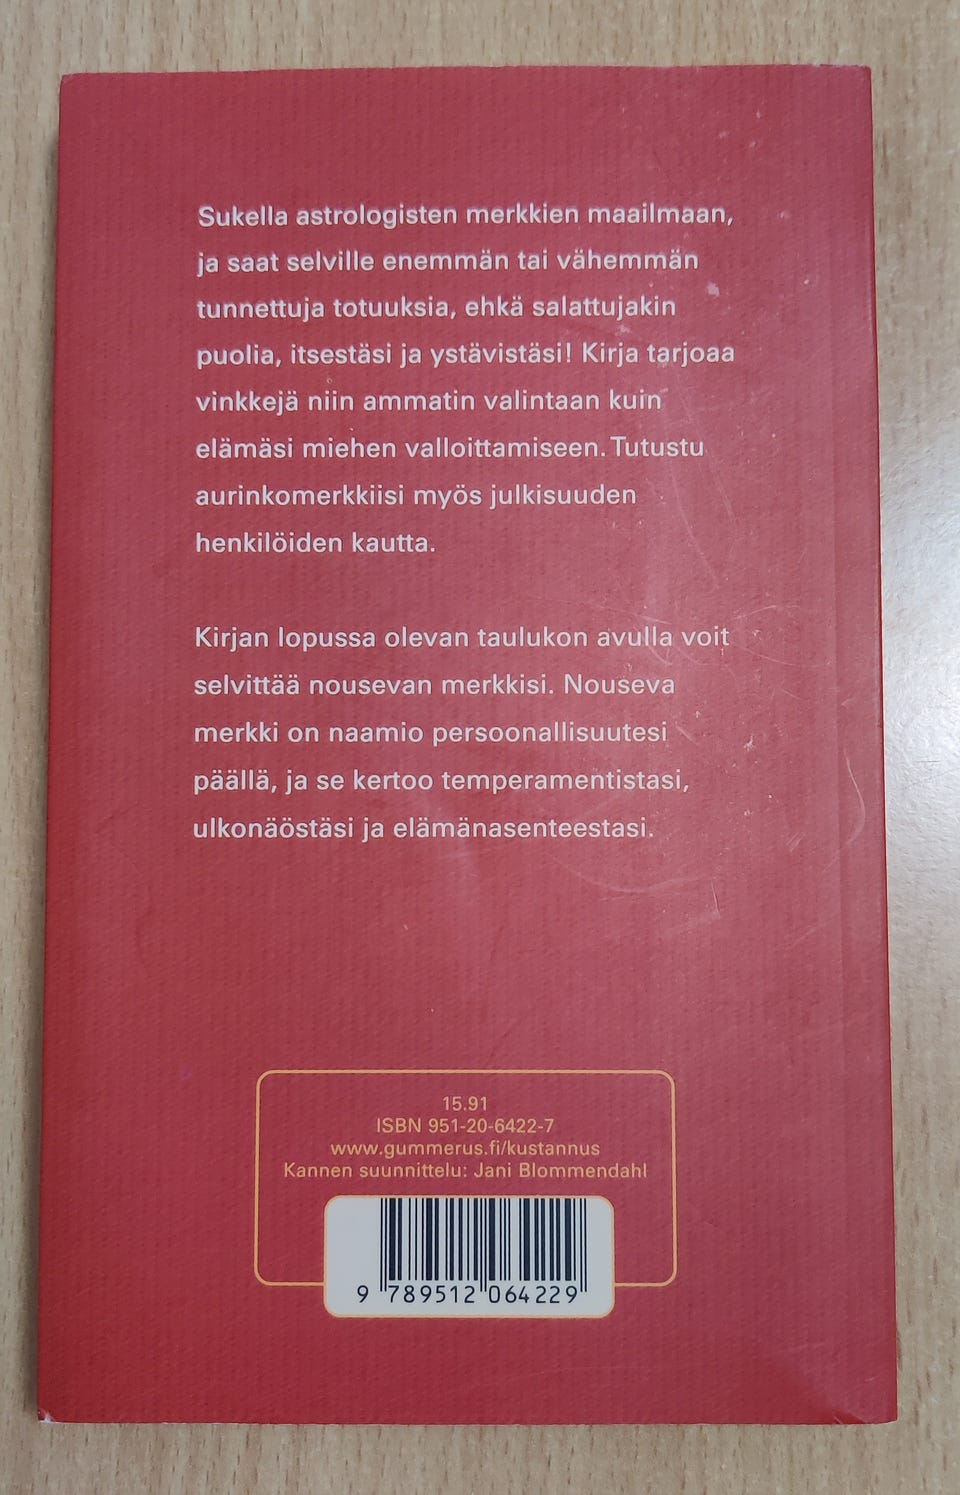 Sukella astrologisten merkkien maailmaan,
ja saat selville enemmän tai vähemmän
tunnettuja totuuksia, ehkä salattujakin
puolia, itsestäsi ja ystävistäsi! Kirja tarjoaa
vinkkejä niin ammatin valintaan kuin
elämäsi miehen valloittamiseen. Tutustu
aurinkomerkkiisi myös julkisuuden
henkilöiden kautta.
Kirjan lopussa olevan taulukon avulla voit
selvittää nousevan merkkisi. Nouseva
merkki on naamio persoonallisuutesi
päällä, ja se kertoo temperamentistasi,
ulkonäöstäsi ja elämänasenteestasi.
15.91
ISBN 951-20-6422-7
www.gummerus.fi/kustannus
Kannen suunnittelu: Jani Blommendahl
9 789512 064229